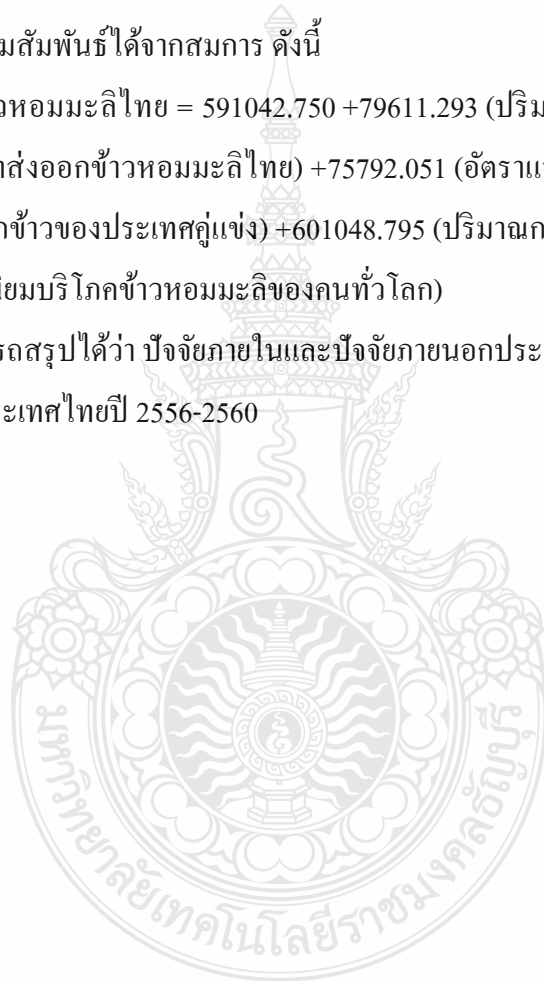 มสัมพันธ์ได้จากสมการ ดังนี้
วหอมมะลิไทย = 591042.750 +79611.293 (ปริม
ส่งออกข้าวหอมมะลิไทย) +75792.051 (อัตราแ
ข้าวของประเทศคู่แข่ง) +601048.795 (ปริมาณก
นิยมบริโภคข้าวหอมมะลิของคนทั่วโลก)
รถสรุปได้ว่า ปัจจัยภายในและปัจจัยภายนอกประ
ระเทศไทยปี 2556-2560
มหาวิทยาลัยเทคโนโลยีราชมงคลธัญบุรี